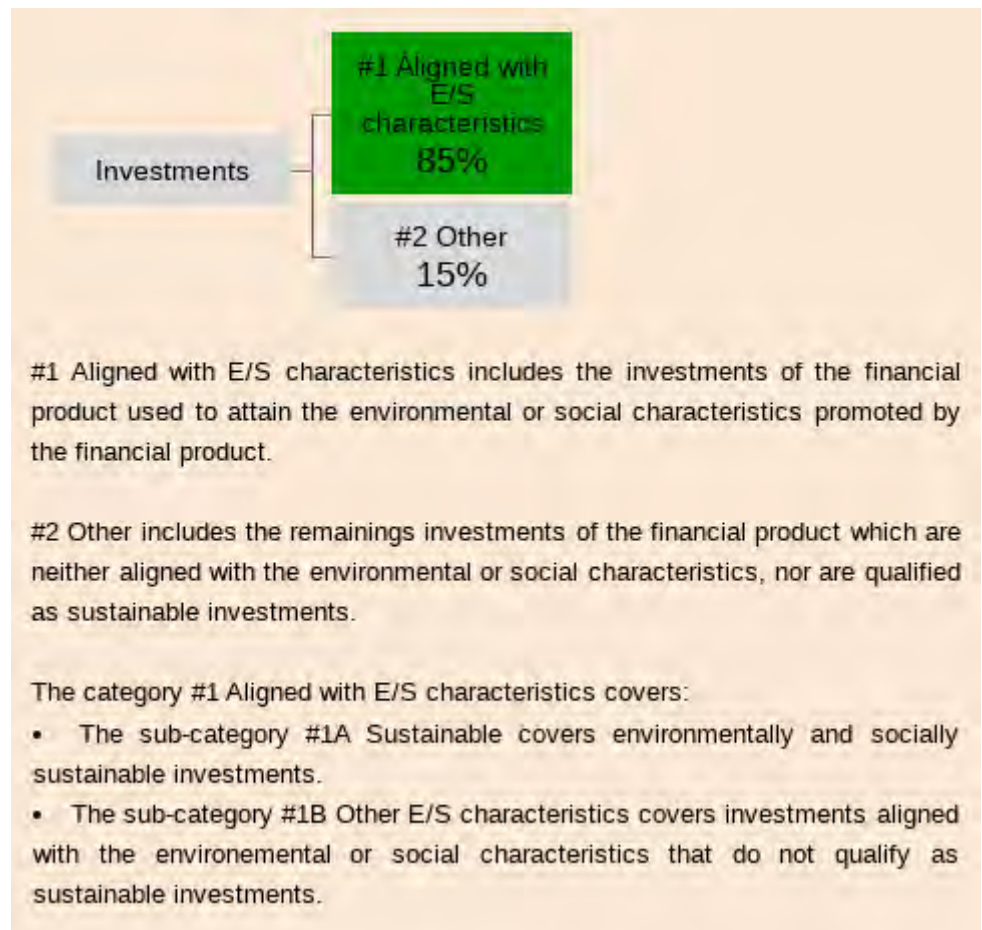 #1 Aligned with
E/S
characteristics
85%
Investments
#2 Other
15%
#1 Aligned with E/S characteristics includes the investments of the financial
product used to attain the environmental or social characteristics promoted by
the financial product.
#2 Other includes the remainings investments of the financial product which are
neither aligned with the environmental or social characteristics, nor are qualified
as sustainable investments.
The category #1 Aligned with E/S characteristics covers:
• The sub-category #1A Sustainable covers environmentally and socially
sustainable investments.
• The sub-category #1B Other E/S characteristics covers investments aligned
with the environemental or social characteristics that do not qualify as
sustainable investments.